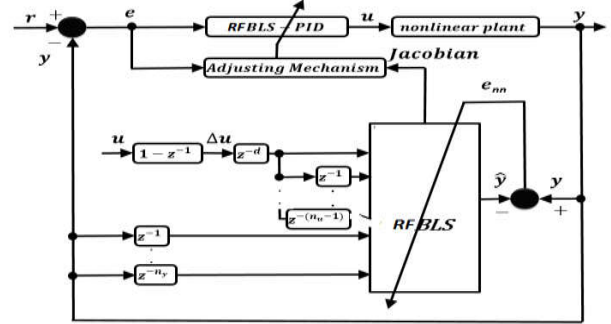 r + e RFBLS - PID u nonlinear plant y
− y
Adjusting Mechanism Jacobian
e_nn
u 1 − z^{-1} Δu z^{-d}
z^{-1} ŷ y
− +
z^{-(n_u-1)} RFBLS
z^{-1}
z^{-n_y}